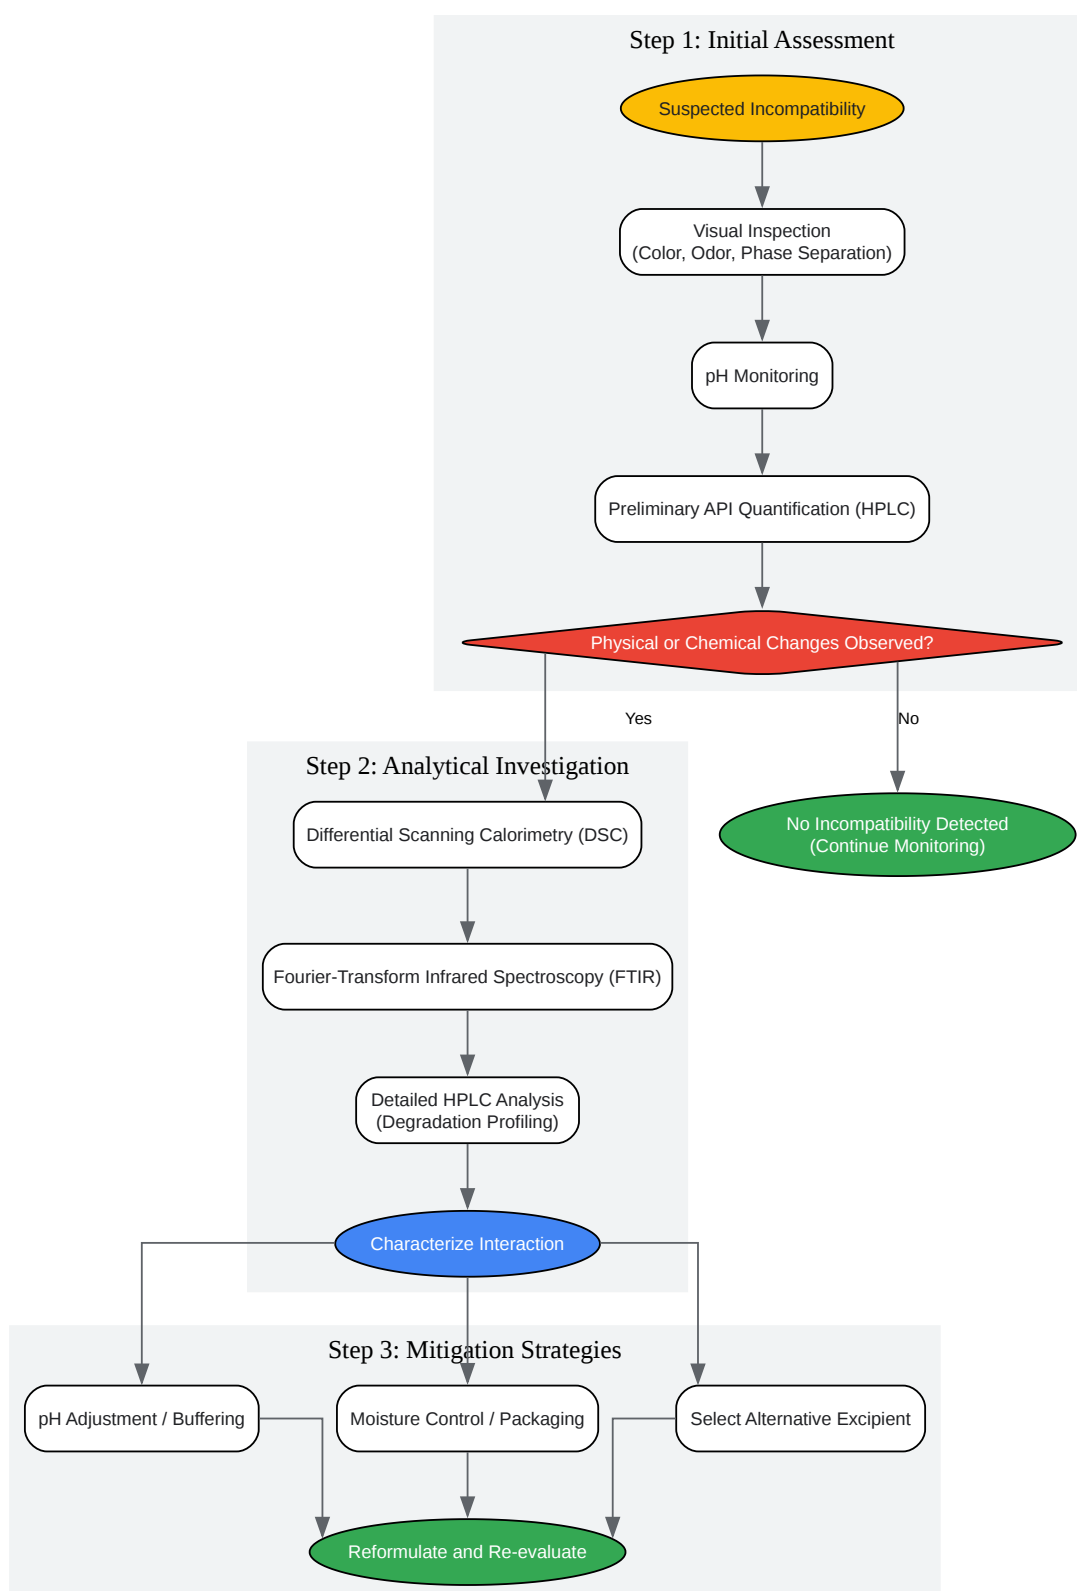 Step 1: Initial Assessment
Suspected Incompatibility
Visual Inspection
(Color, Odor, Phase Separation)
pH Monitoring
Preliminary API Quantification (HPLC)
Physical or Chemical Changes Observed?
Yes
No
Step 2: Analytical Investigation
Differential Scanning Calorimetry (DSC)
No Incompatibility Detected
(Continue Monitoring)
Fourier-Transform Infrared Spectroscopy (FTIR)
Detailed HPLC Analysis
(Degradation Profiling)
Characterize Interaction
Step 3: Mitigation Strategies
pH Adjustment / Buffering
Moisture Control / Packaging
Select Alternative Excipient
Reformulate and Re-evaluate